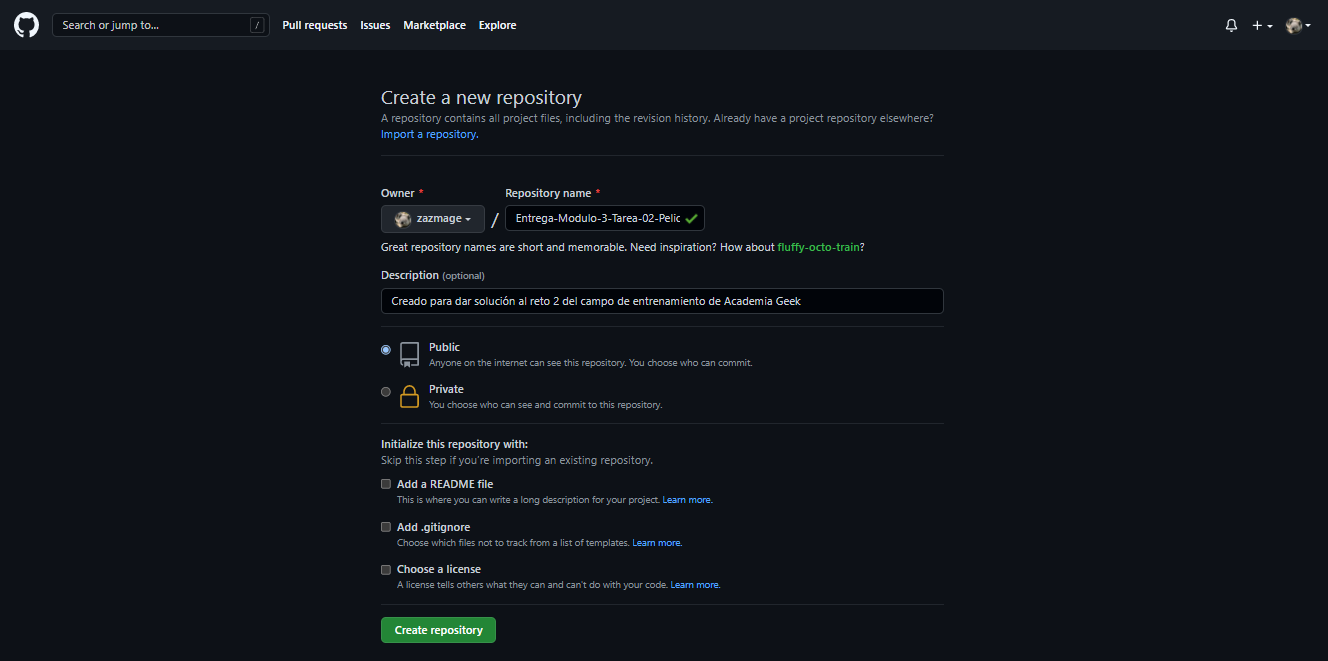 Search or jump to... /
Pull requests Issues Marketplace Explore
Create a new repository
A repository contains all project files, including the revision history. Already have a project repository elsewhere?
Import a repository.
Owner * Repository name *
zazmage / Entrega-Modulo-3-Tarea-02-Pelic
Great repository names are short and memorable. Need inspiration? How about fluffy-octo-train?
Description (optional)
Creado para dar solución al reto 2 del campo de entrenamiento de Academia Geek
Public
Anyone on the internet can see this repository. You choose who can commit.
Private
You choose who can see and commit to this repository.
Initialize this repository with:
Skip this step if you're importing an existing repository.
Add a README file
This is where you can write a long description for your project. Learn more.
Add .gitignore
Choose which files not to track from a list of templates. Learn more.
Choose a license
A license tells others what they can and can't do with your code. Learn more.
Create repository